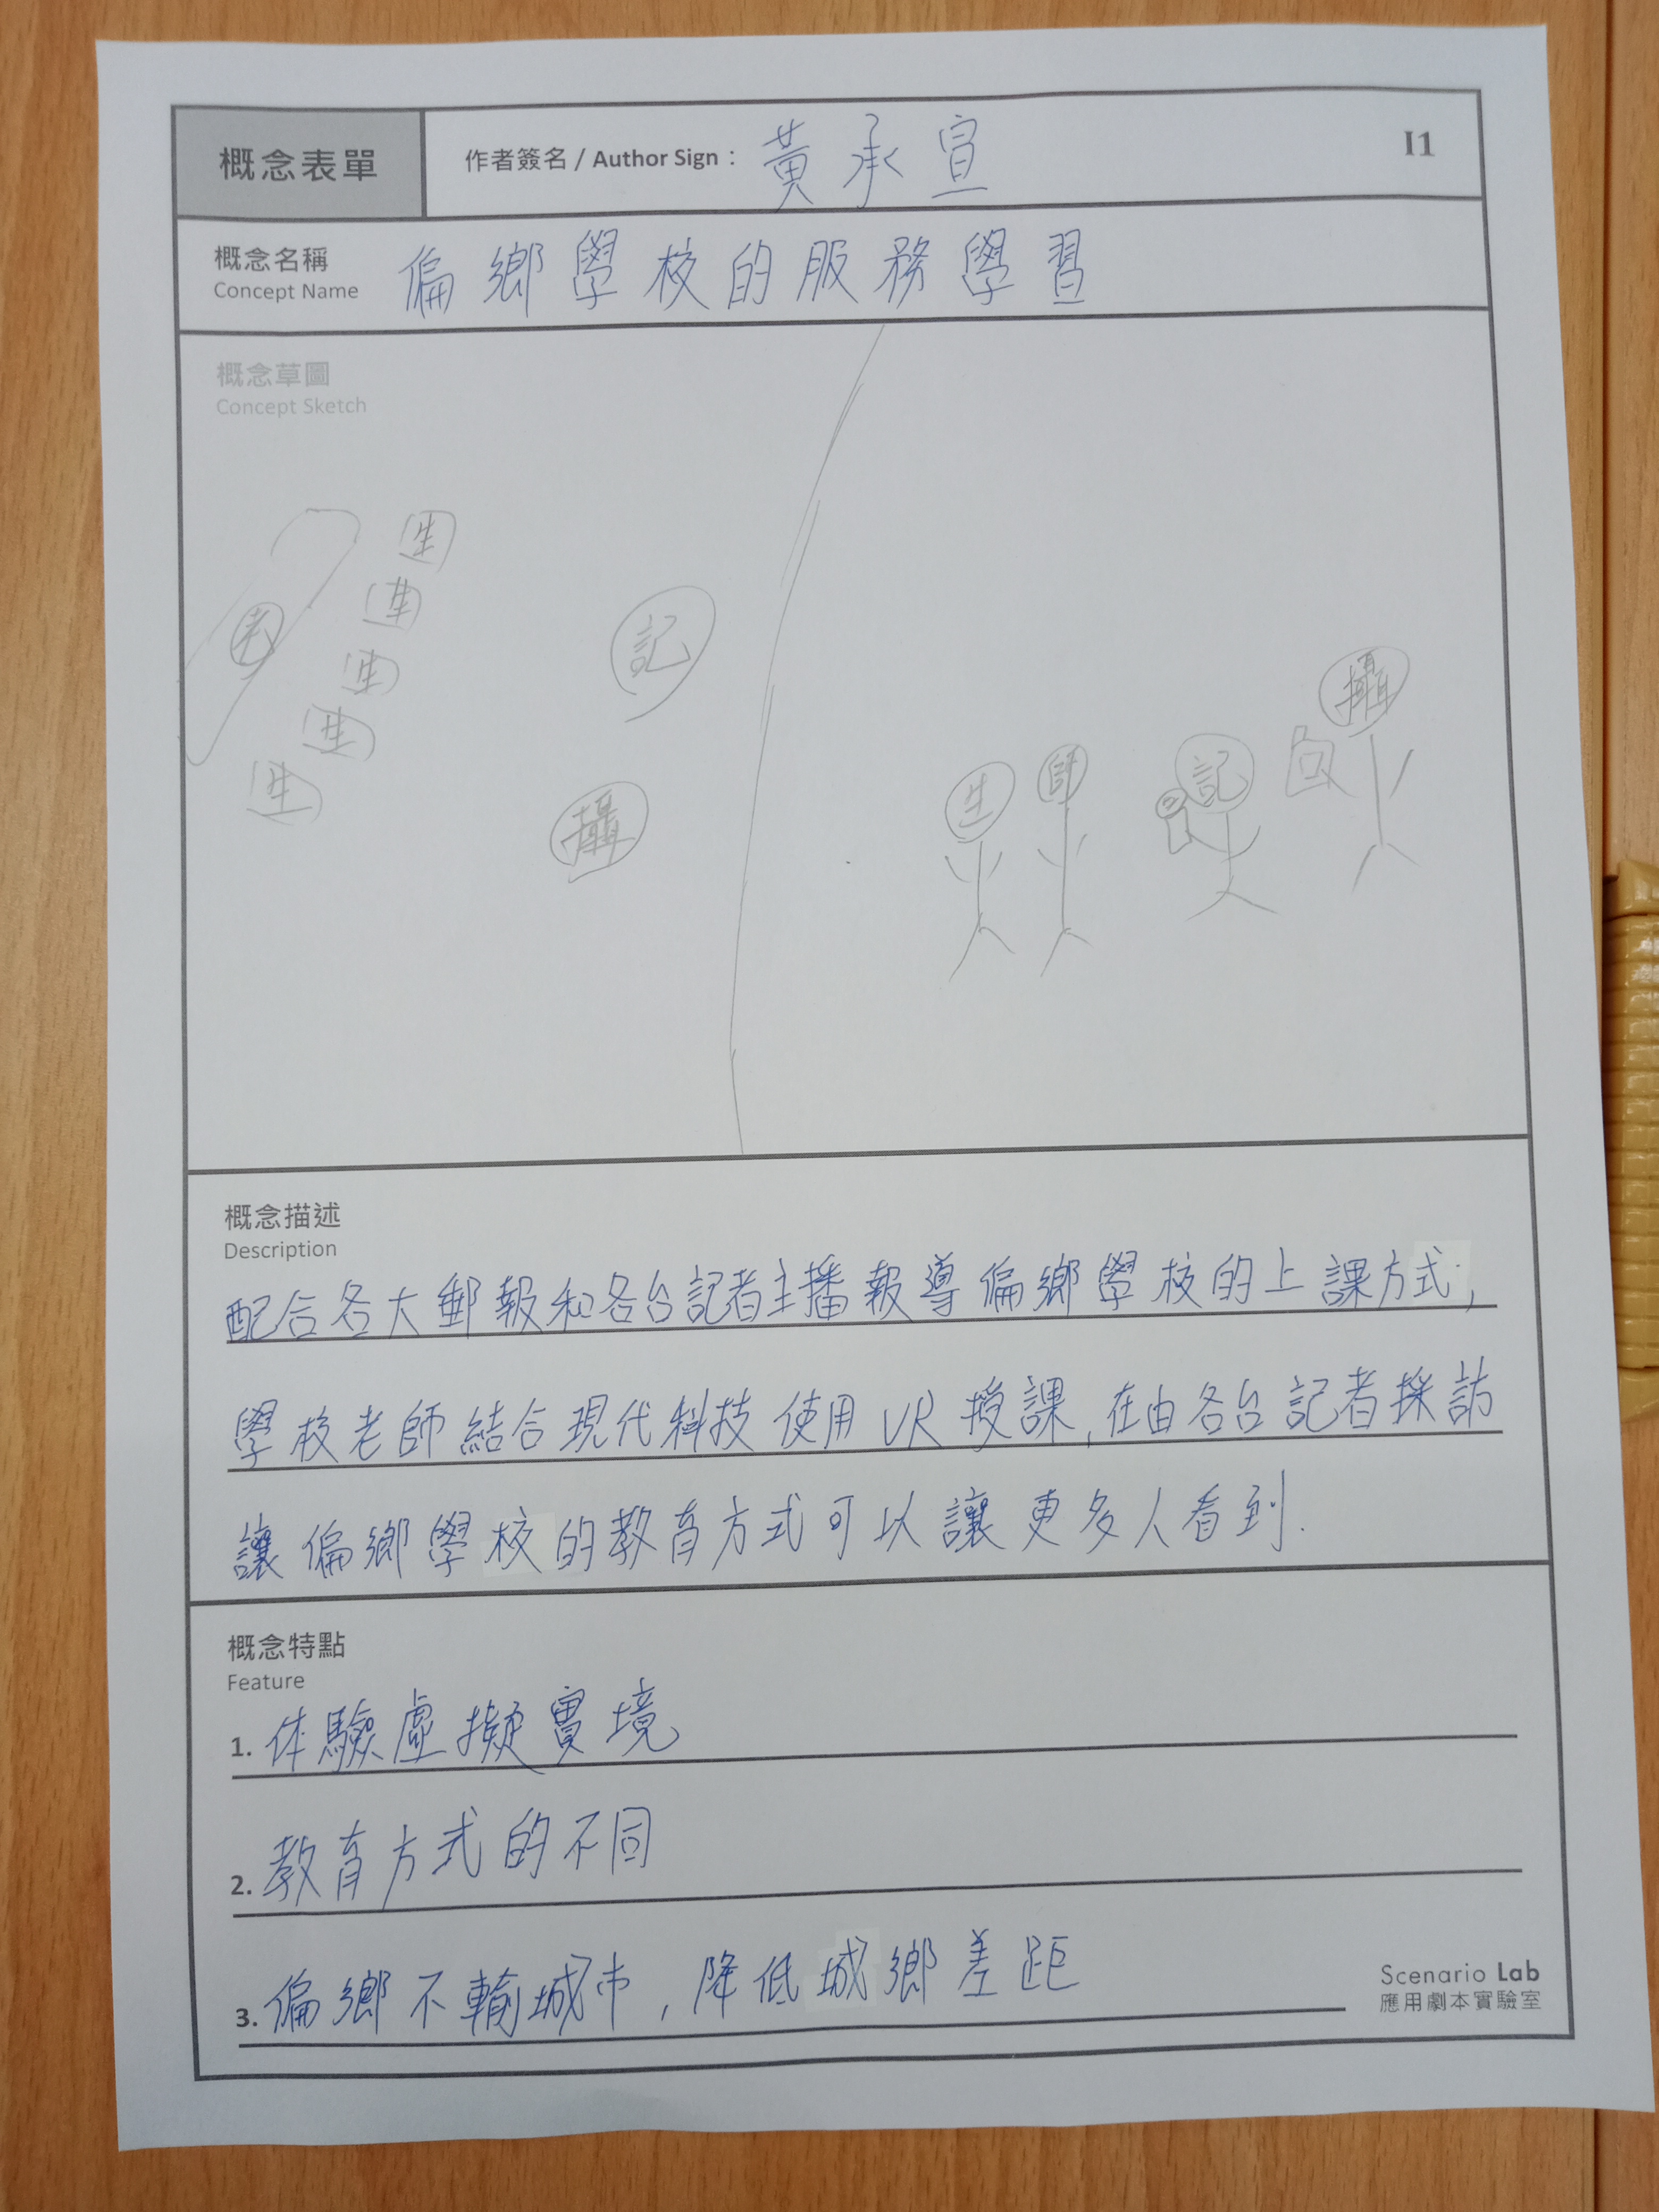 概念表單
作者簽名 / Author Sign：黃承宣
I1
概念名稱
Concept Name
偏鄉學校的服務學習
概念草圖
Concept Sketch
生
生
老
生
生
生
記
攝
生
師
記
攝
概念描述
Description
配合各大郵報和各台記者主播報導偏鄉學校的上課方式,
學校老師結合現代科技使用VR授課,在由各台記者採訪
讓偏鄉學校的教育方式可以讓更多人看到.
概念特點
Feature
1. 体驗虛擬實境
2. 教育方式的不同
3. 偏鄉不輸城市,降低城鄉差距
Scenario Lab
應用劇本實驗室